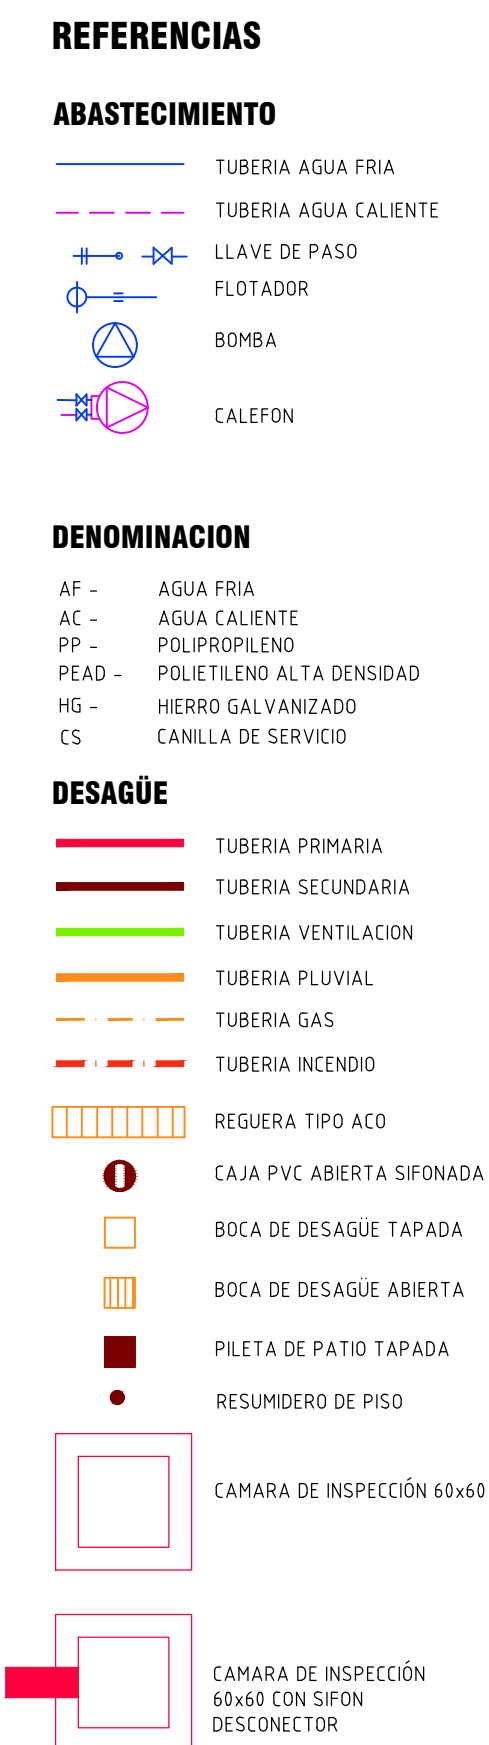 REFERENCIAS
ABASTECIMIENTO
TUBERIA AGUA FRIA
TUBERIA AGUA CALIENTE
LLAVE DE PASO
FLOTADOR
BOMBA
CALEFON
DENOMINACION
AF - AGUA FRIA
AC - AGUA CALIENTE
PP - POLIPROPILENO
PEAD - POLIETILENO ALTA DENSIDAD
HG - HIERRO GALVANIZADO
CS CANILLA DE SERVICIO
DESAGÜE
TUBERIA PRIMARIA
TUBERIA SECUNDARIA
TUBERIA VENTILACION
TUBERIA PLUVIAL
TUBERIA GAS
TUBERIA INCENDIO
REGUERA TIPO ACO
CAJA PVC ABIERTA SIFONADA
BOCA DE DESAGÜE TAPADA
BOCA DE DESAGÜE ABIERTA
PILETA DE PATIO TAPADA
RESUMIDERO DE PISO
CAMARA DE INSPECCIÓN 60x60
CAMARA DE INSPECCIÓN
60x60 CON SIFON
DESCONECTOR